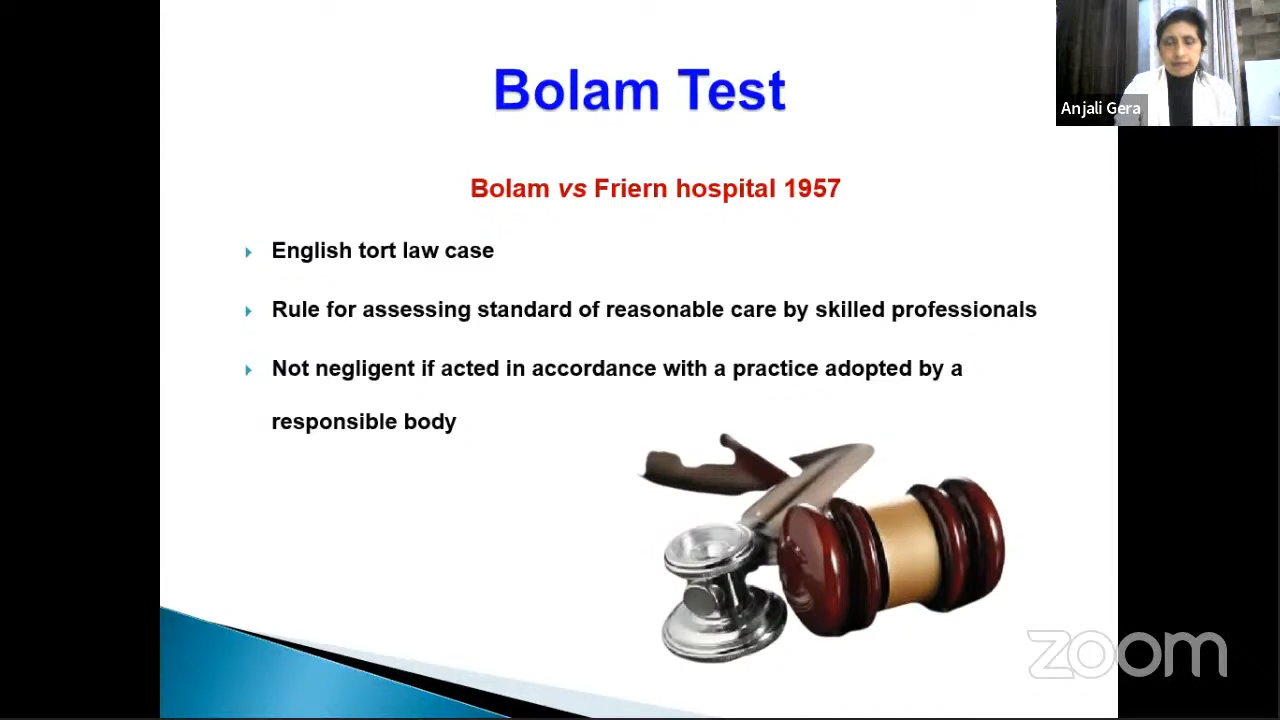 Bolam Test
Anjali Gera
Bolam vs Friern hospital 1957
English tort law case
Rule for assessing standard of reasonable care by skilled professionals
Not negligent if acted in accordance with a practice adopted by a
responsible body
zoom